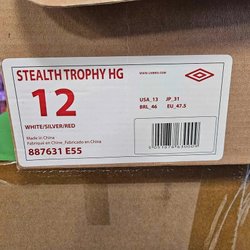 STEALTH TROPHY HG
12
WHITE/SILVER/RED
Made in China
Fabriqué en Chine_Fabricado en China
887631 E55
WWW.UMBRO.COM
USA_13 JP_31
BRL_46 EU_47.5